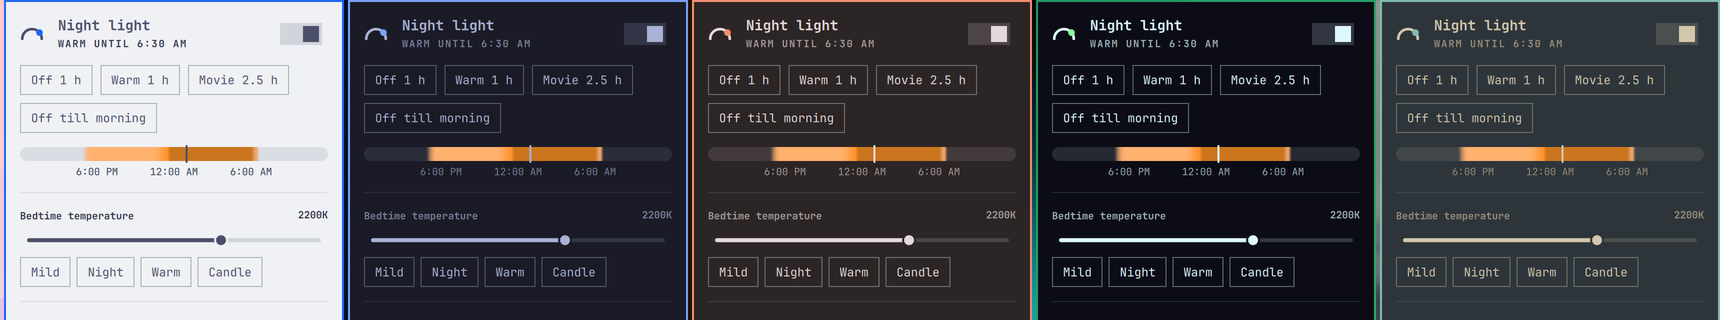 Night light
WARM UNTIL 6:30 AM
Off 1 h
Warm 1 h
Movie 2.5 h
Off till morning
6:00 PM
12:00 AM
6:00 AM
Bedtime temperature
2200K
Mild
Night
Warm
Candle
Night light
WARM UNTIL 6:30 AM
Off 1 h
Warm 1 h
Movie 2.5 h
Off till morning
6:00 PM
12:00 AM
6:00 AM
Bedtime temperature
2200K
Mild
Night
Warm
Candle
Night light
WARM UNTIL 6:30 AM
Off 1 h
Warm 1 h
Movie 2.5 h
Off till morning
6:00 PM
12:00 AM
6:00 AM
Bedtime temperature
2200K
Mild
Night
Warm
Candle
Night light
WARM UNTIL 6:30 AM
Off 1 h
Warm 1 h
Movie 2.5 h
Off till morning
6:00 PM
12:00 AM
6:00 AM
Bedtime temperature
2200K
Mild
Night
Warm
Candle
Night light
WARM UNTIL 6:30 AM
Off 1 h
Warm 1 h
Movie 2.5 h
Off till morning
6:00 PM
12:00 AM
6:00 AM
Bedtime temperature
2200K
Mild
Night
Warm
Candle